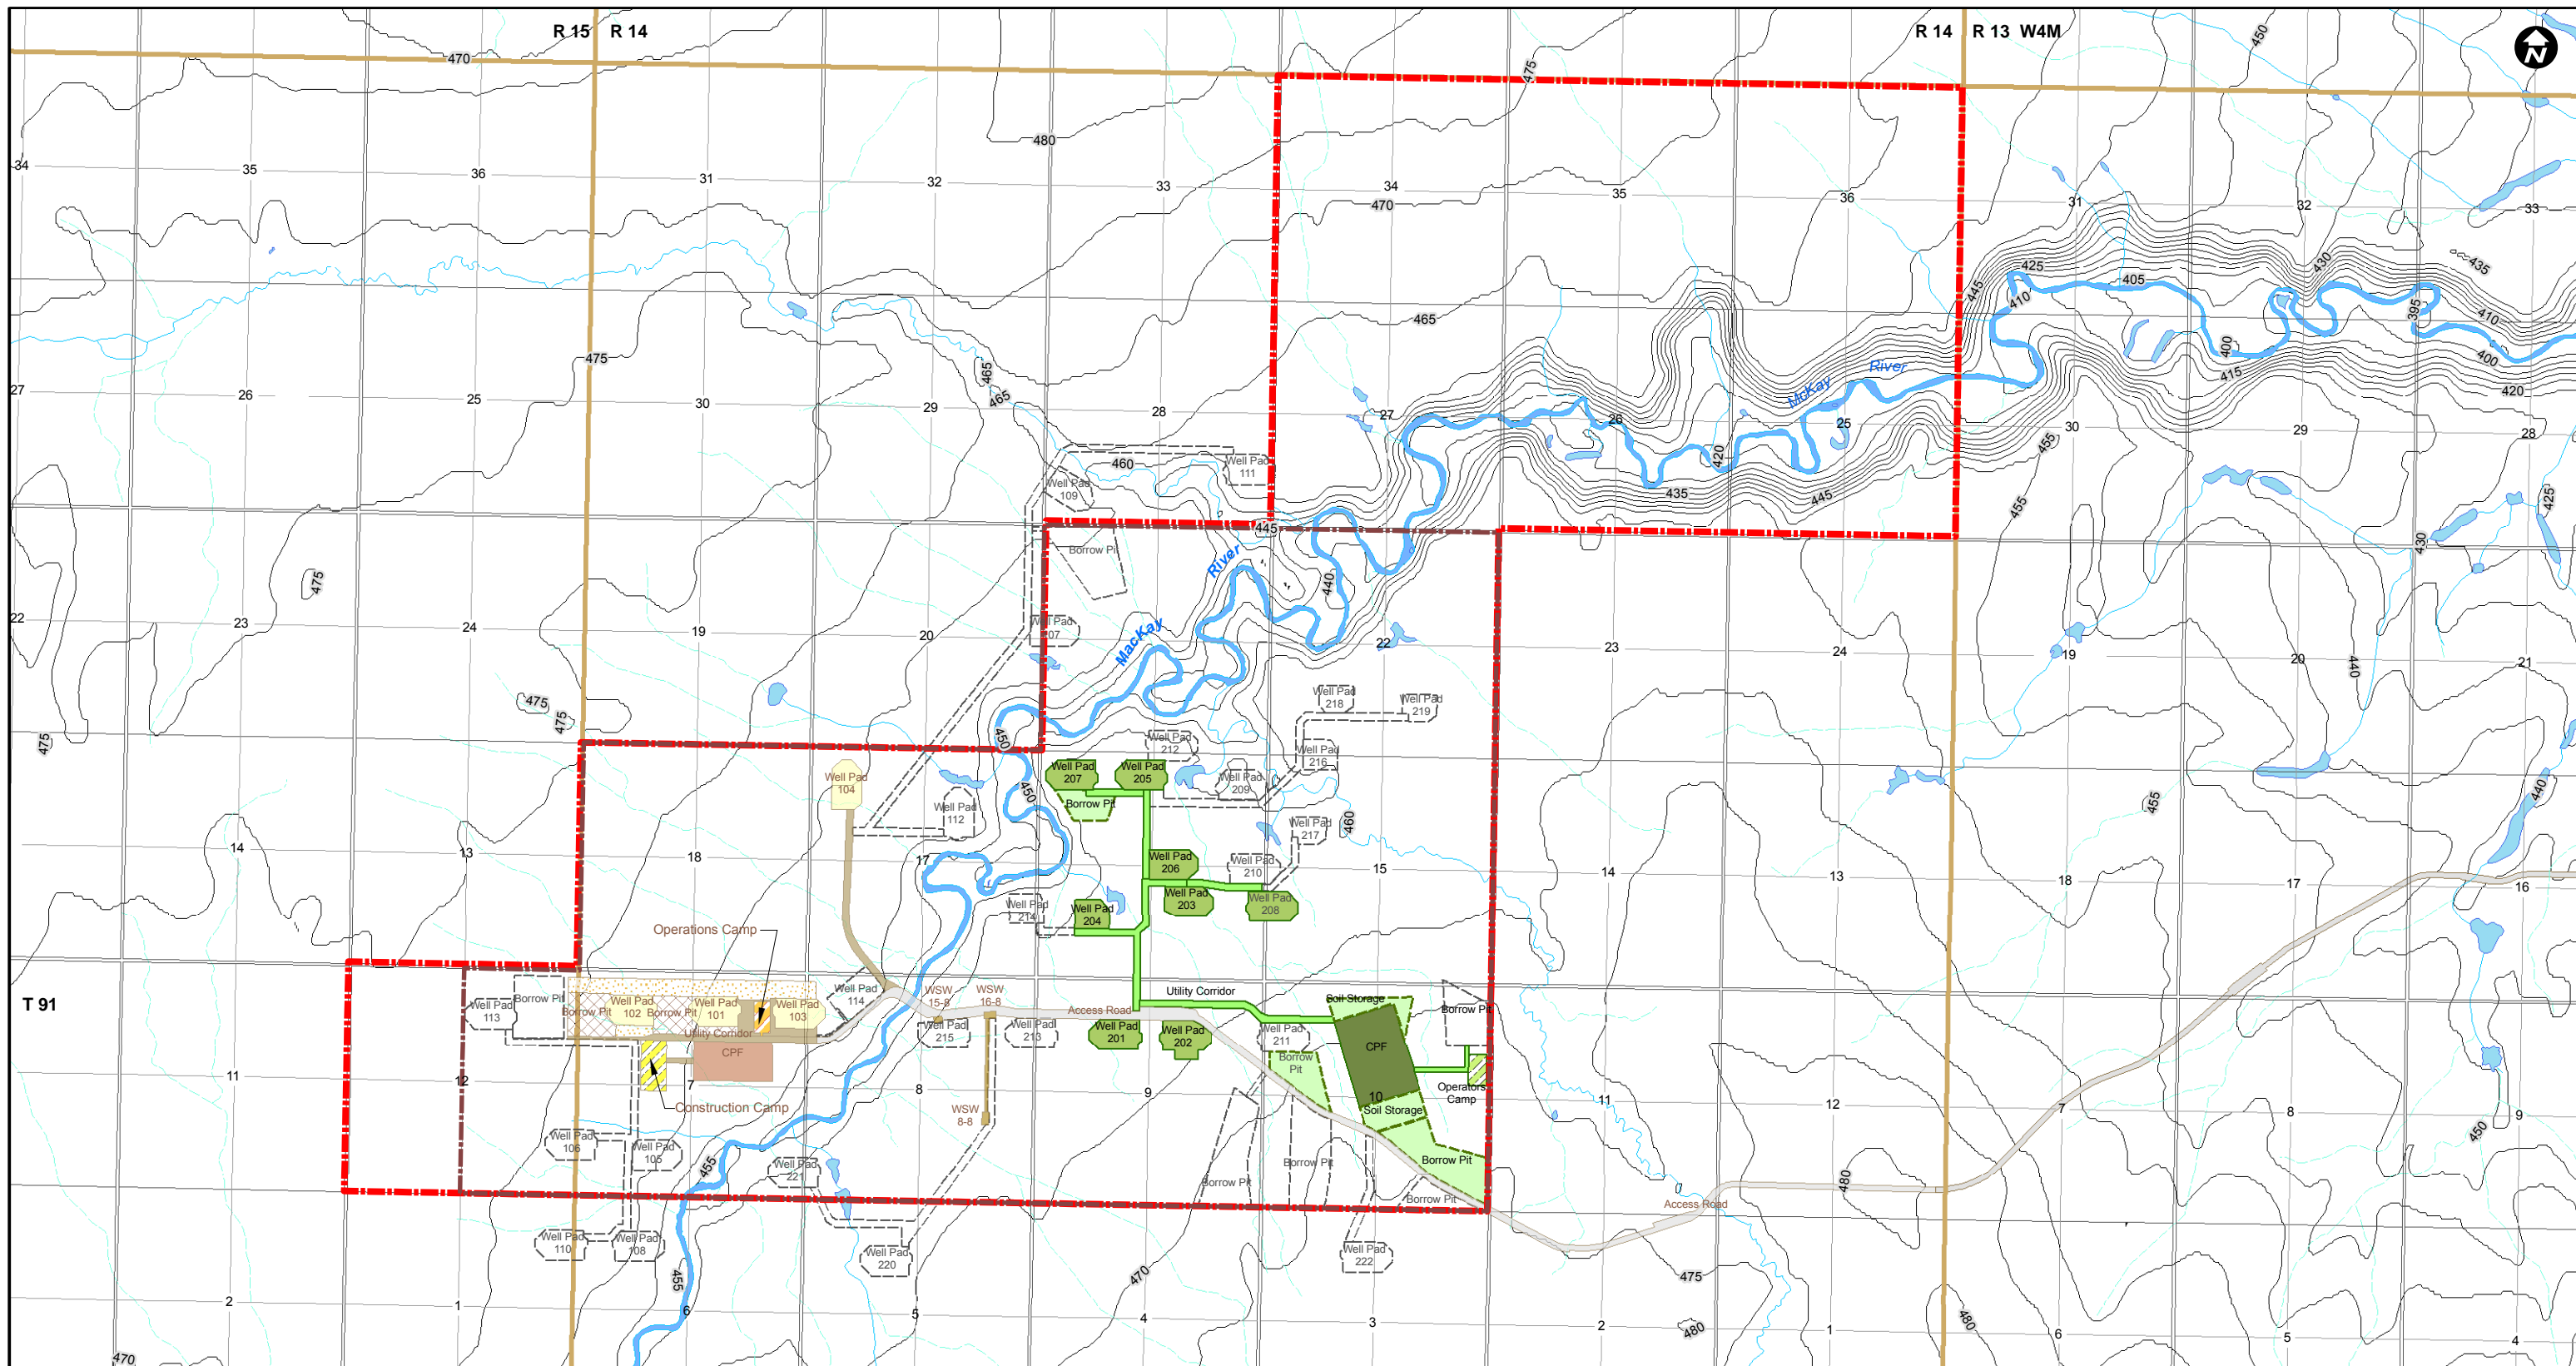 R 15 R 14
R 14 R 13 W4M
N
450
470
475
480
34
35
36
31
32
33
34
35
36
31
32
33
470
435
430
425
405
445
410
395
410
465
475
400
400
415
420
465
465
McKay River
27
26
25
30
29
28
27
26
25
30
29
28
460
Well Pad
111
Well Pad
109
420
435
445
455
455
425
430
445
Borrow Pit
River
440
475
22
23
24
19
20
22
23
24
19
20
21
Well Pad
107
MacKay
440
475
475
475
Well Pad
218
Well Pad
219
450
Well Pad
212
Well Pad
216
Well Pad
207
Well Pad
205
Well Pad
209
Well Pad
104
450
Borrow Pit
Well Pad
112
Well Pad
217
460
455
440
14
13
18
17
15
14
13
18
17
16
Well Pad
206
Well Pad
210
Well Pad
203
Well Pad
208
Well Pad
214
Well Pad
204
Operations Camp
T 91
Well Pad
113
Borrow Pit
Borrow Pit
Well Pad
102
Borrow Pit
Well Pad
101
Well Pad
103
Well Pad
114
WSW
15-8
WSW
16-8
Access Road
Utility Corridor
Soil Storage
Borrow Pit
Utility Corridor
CPF
Well Pad
215
Well Pad
213
Well Pad
201
Well Pad
202
Well Pad
211
Borrow
Pit
CPF
Operators
Camp
11
12
7
8
9
10
11
12
7
8
9
Construction Camp
WSW
8-8
Soil Storage
450
Well Pad
106
Well Pad
105
455
Well Pad
221
Borrow Pit
Borrow Pit
Borrow Pit
Borrow Pit
480
Access Road
Well Pad
110
Well Pad
108
Well Pad
220
Well Pad
222
455
470
475
2
1
6
5
4
3
2
1
6
5
4
480
480
470